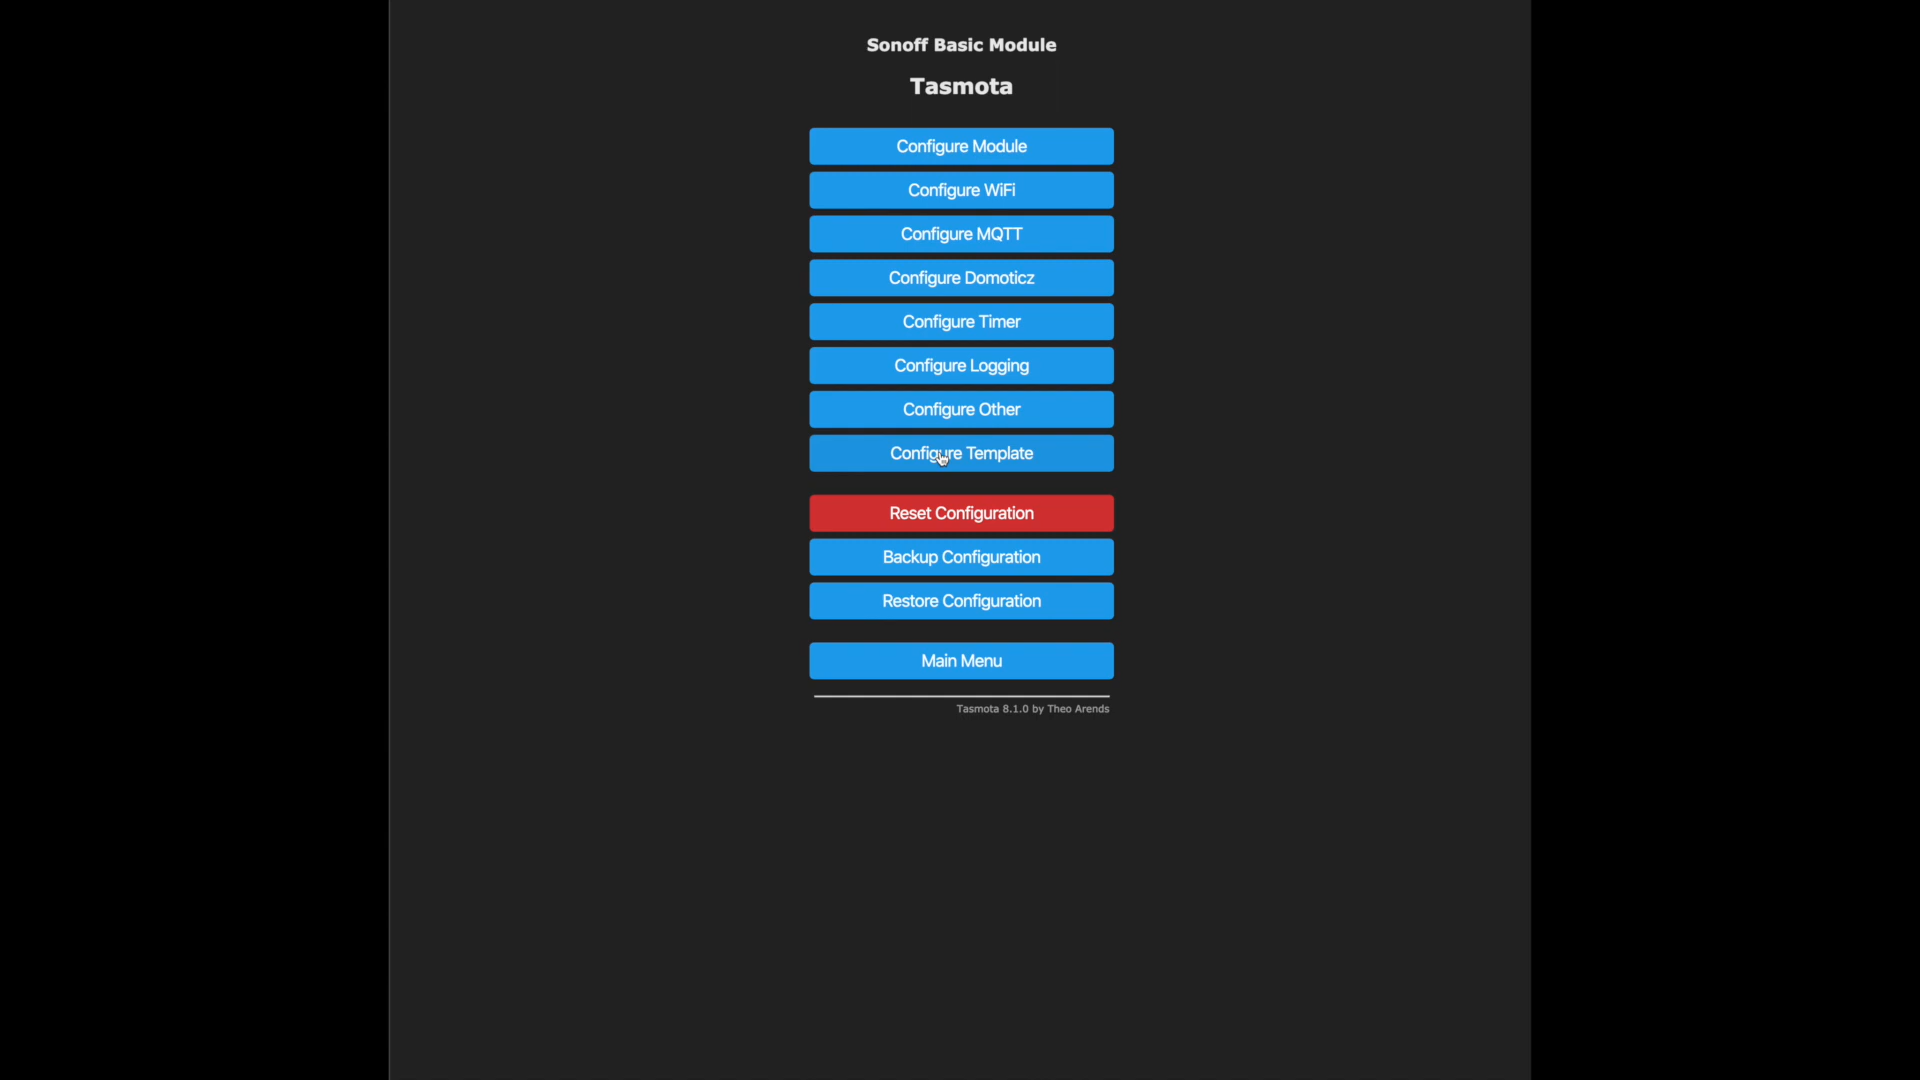 Sonoff Basic Module
Tasmota
Configure Module
Configure WiFi
Configure MQTT
Configure Domoticz
Configure Timer
Configure Logging
Configure Other
Configure Template
Reset Configuration
Backup Configuration
Restore Configuration
Main Menu
Tasmota 8.1.0 by Theo Arends